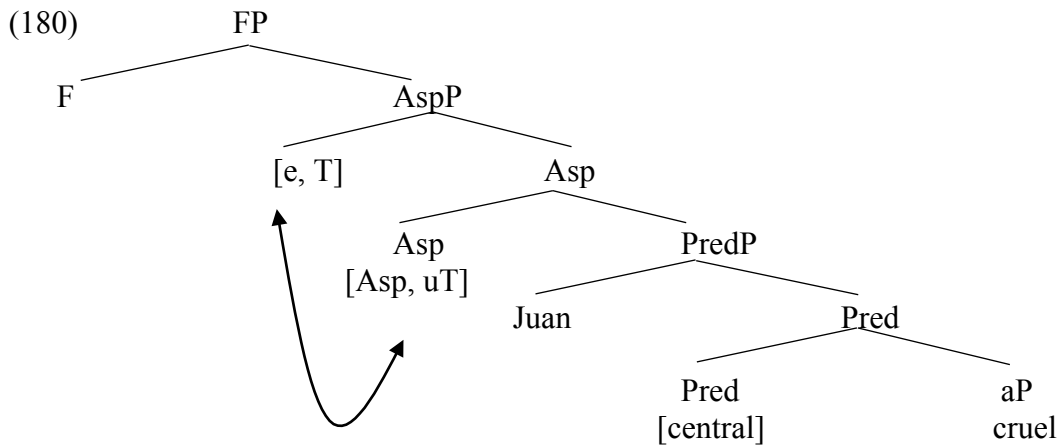 (180) FP
F AspP
[e, T] Asp
Asp PredP
[Asp, uT]
Juan Pred
Pred aP
[central] cruel